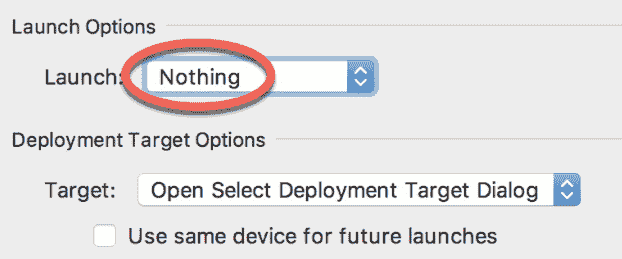 Launch Options
Launch: Nothing
Deployment Target Options
Target: Open Select Deployment Target Dialog
Use same device for future launches